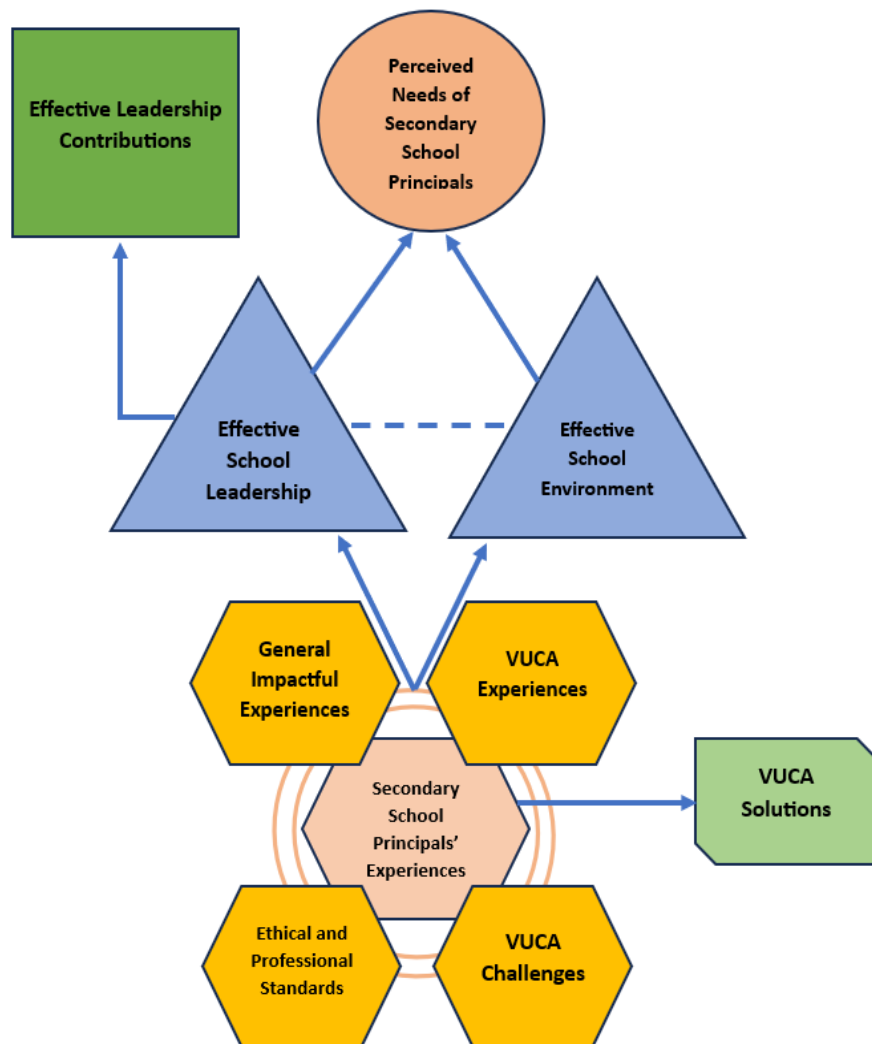 Effective Leadership
Contributions
Perceived
Needs of
Secondary
School
Principals
Effective
School
Leadership
Effective
School
Environment
General
Impactful
Experiences
VUCA
Experiences
Secondary
School
Principals’
Experiences
VUCA
Solutions
Ethical and
Professional
Standards
VUCA
Challenges